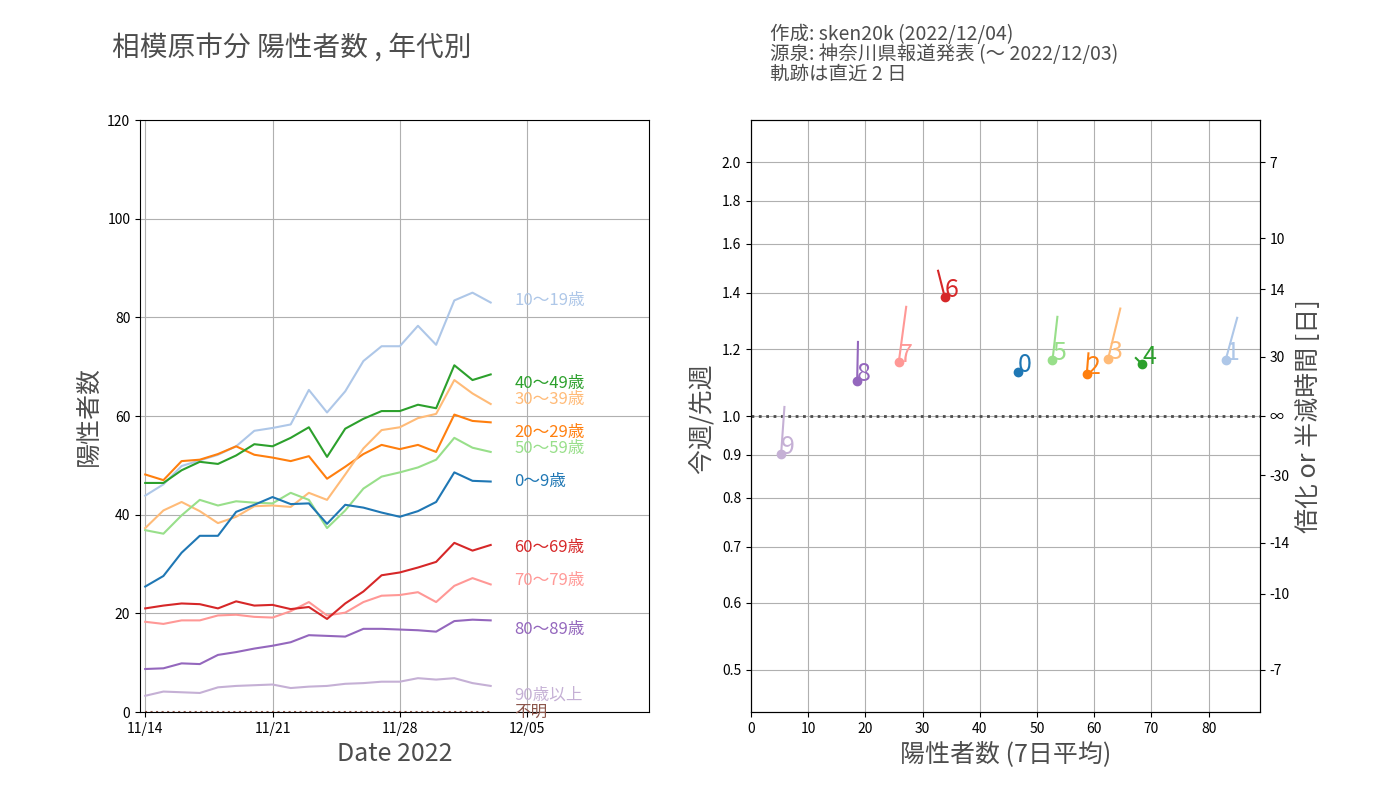 相模原市分 陽性者数 , 年代別
作成: sken20k (2022/12/04)
源泉: 神奈川県報道発表 (〜 2022/12/03)
軌跡は直近 2 日
120
100
80
60
40
20
0
陽性者数
11/14
11/21
11/28
12/05
Date 2022
10〜19歳
40〜49歳
30〜39歳
20〜29歳
50〜59歳
0〜9歳
60〜69歳
70〜79歳
80〜89歳
90歳以上
不明
2.0
1.8
1.6
1.4
1.2
1.0
0.9
0.8
0.7
0.6
0.5
今週/先週
6
7
8
9
0
5
2
3
4
1
0
10
20
30
40
50
60
70
80
陽性者数 (7日平均)
7
10
14
30
∞
-30
-14
-10
-7
倍化 or 半減時間 [日]